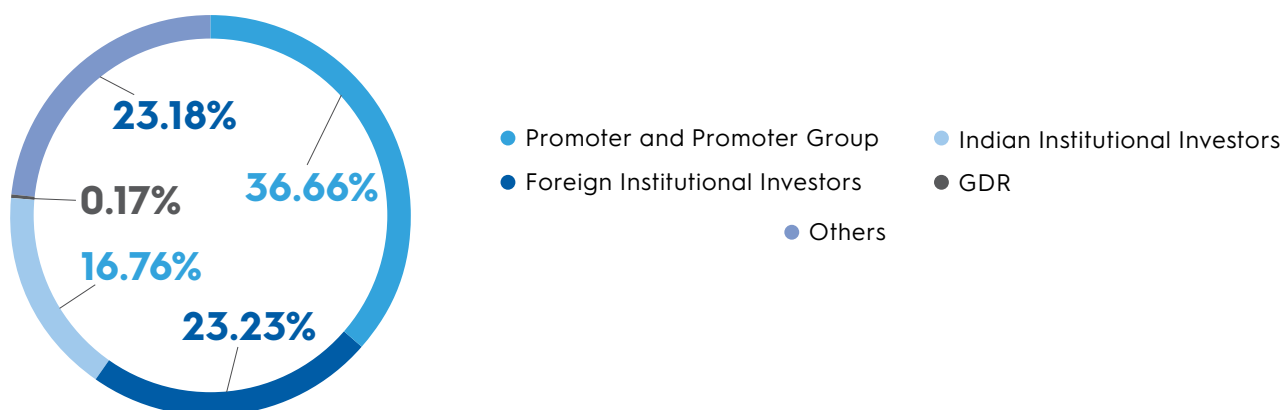 23.18%
36.66%
0.17%
16.76%
23.23%
Promoter and Promoter Group
Indian Institutional Investors
Foreign Institutional Investors
GDR
Others